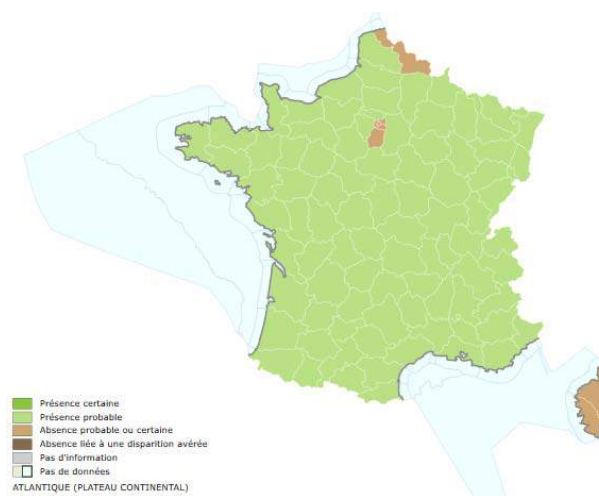 Présence certaine
Présence probable
Absence probable ou certaine
Absence liée à une disparition avérée
Pas d'information
Pas de données
ATLANTIQUE (PLATEAU CONTINENTAL)